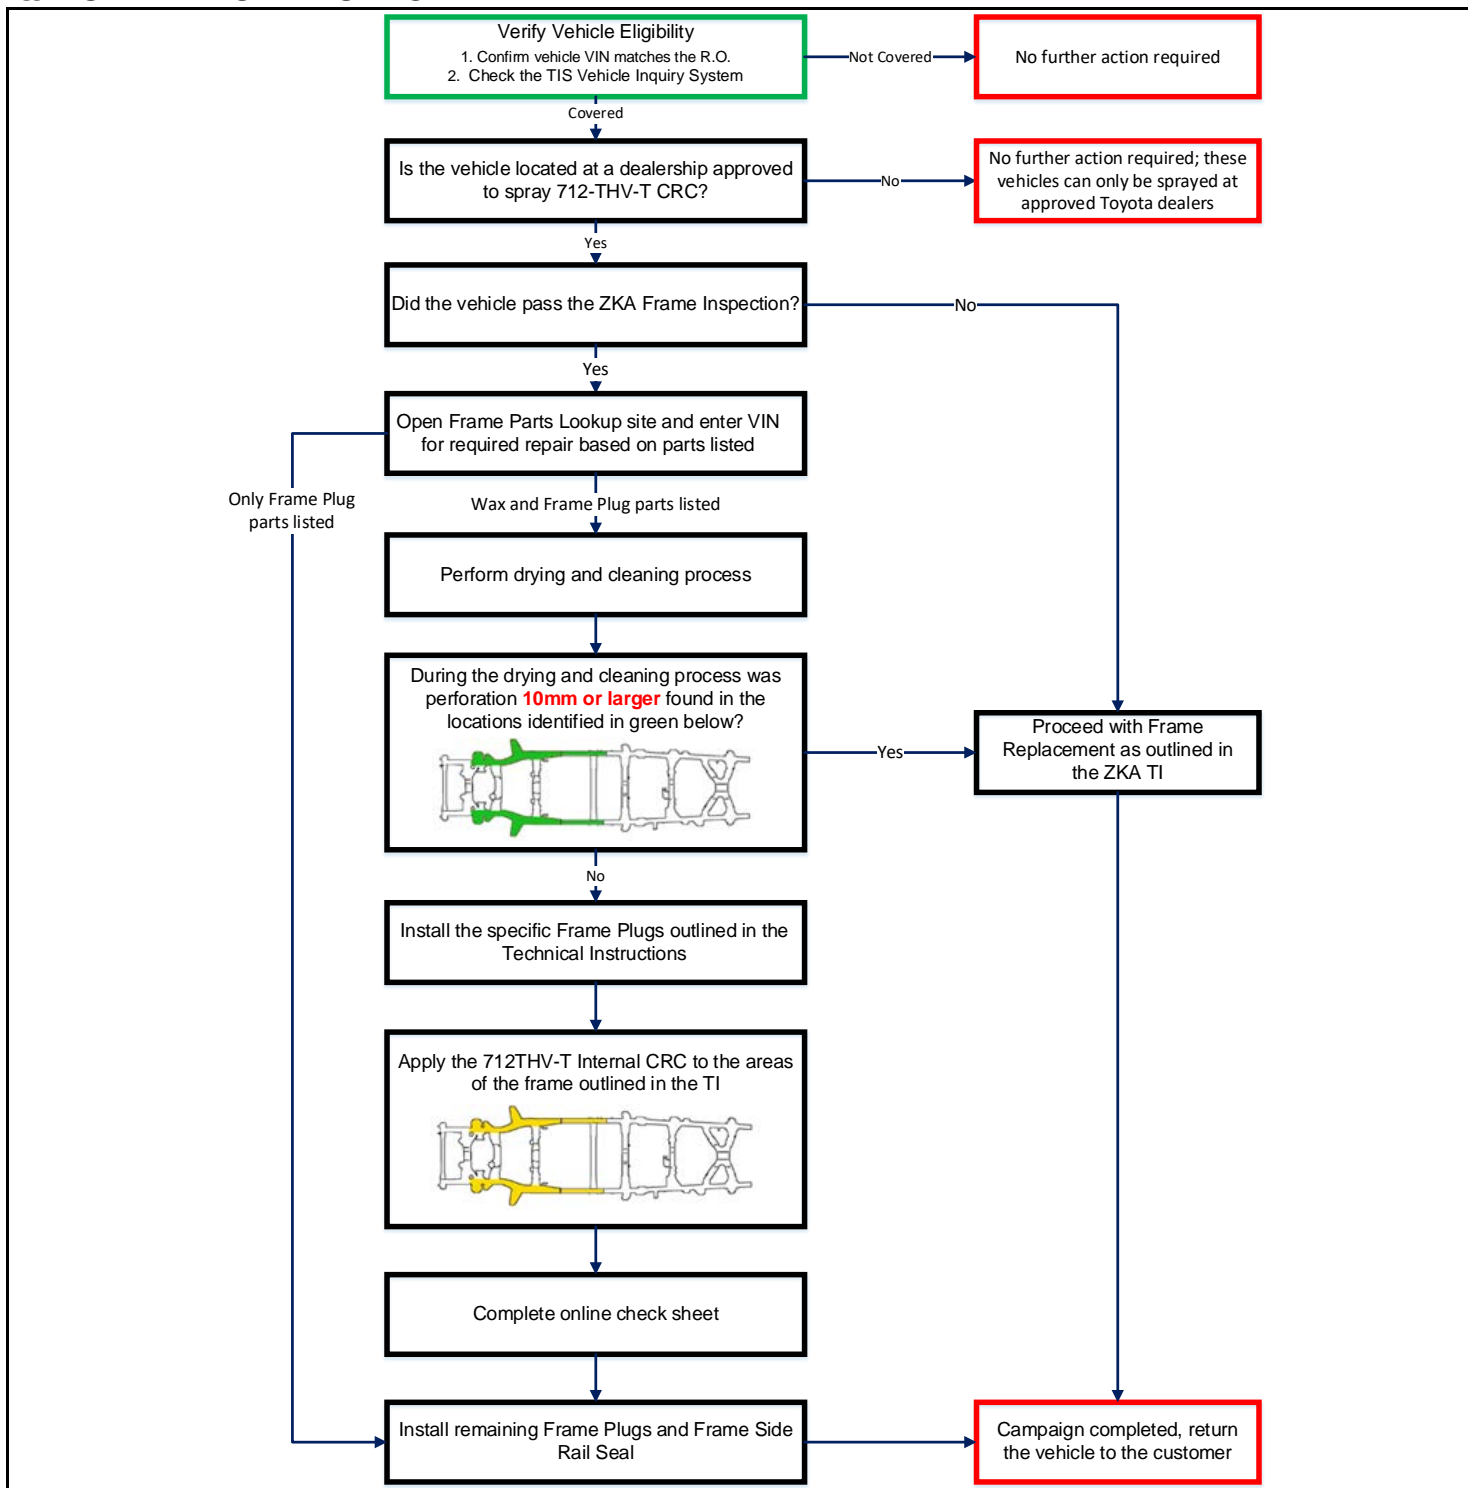 Verify Vehicle Eligibility
1. Confirm vehicle VIN matches the R.O.
2. Check the TIS Vehicle Inquiry System
Not Covered
No further action required
Covered
Is the vehicle located at a dealership approved
to spray 712-THV-T CRC?
No
No further action required; these
vehicles can only be sprayed at
approved Toyota dealers
Yes
Did the vehicle pass the ZKA Frame Inspection?
No
Yes
Open Frame Parts Lookup site and enter VIN
for required repair based on parts listed
Only Frame Plug
parts listed
Wax and Frame Plug parts listed
Perform drying and cleaning process
During the drying and cleaning process was
perforation 10mm or larger found in the
locations identified in green below?
Yes
Proceed with Frame
Replacement as outlined in
the ZKA TI
No
Install the specific Frame Plugs outlined in the
Technical Instructions
Apply the 712THV-T Internal CRC to the areas
of the frame outlined in the TI
Complete online check sheet
Install remaining Frame Plugs and Frame Side
Rail Seal
Campaign completed, return
the vehicle to the customer